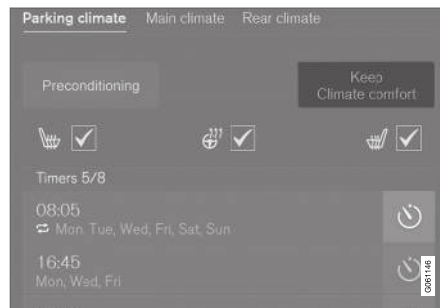 Parking climate Main climate Rear climate
Preconditioning
Keep
Climate comfort
Timers 5/8
08:05
Mon, Tue, Wed, Fri, Sat, Sun
16:45
Mon, Wed, Fri
G061146